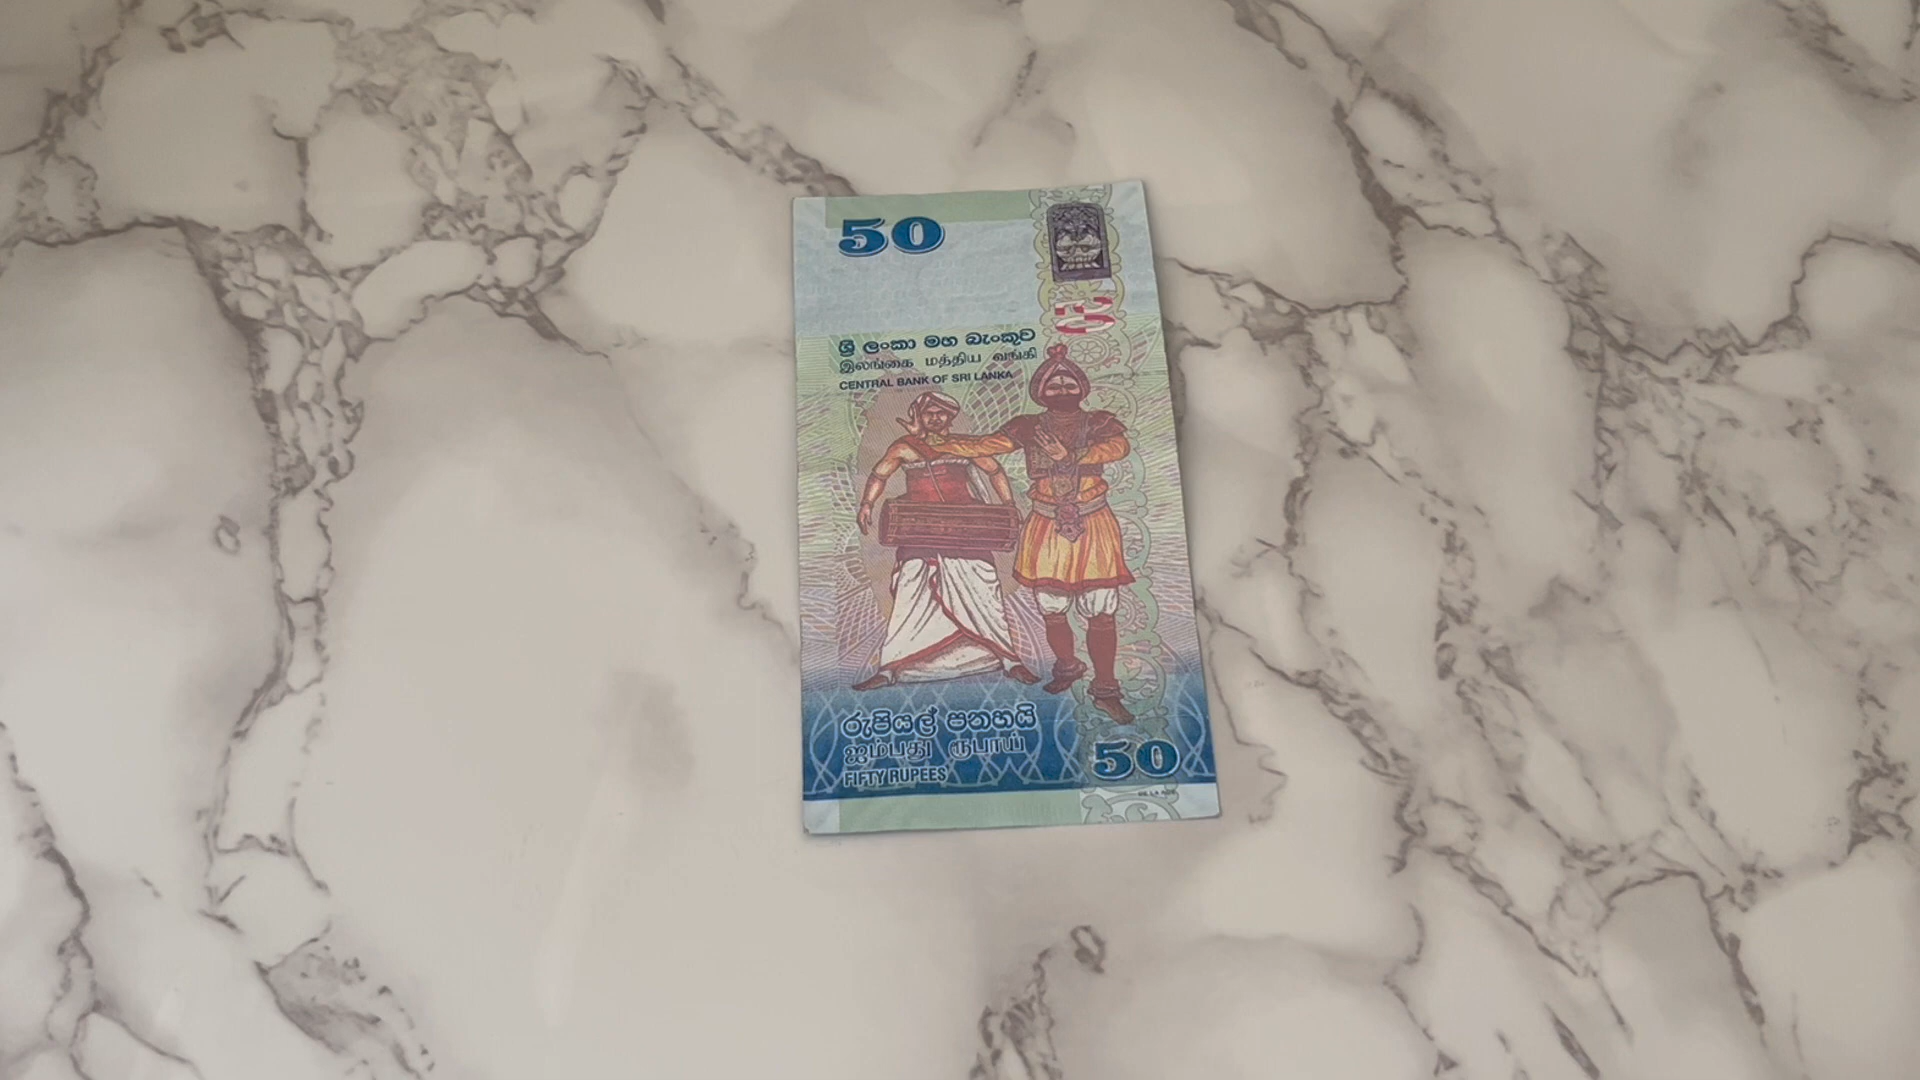 50
ශ්‍රී ලංකා මහ බැංකුව
இலங்கை மத்திய வங்கி
CENTRAL BANK OF SRI LANKA
රුපියල් පනහයි
ஐம்பது ரூபாய்
FIFTY RUPEES
50